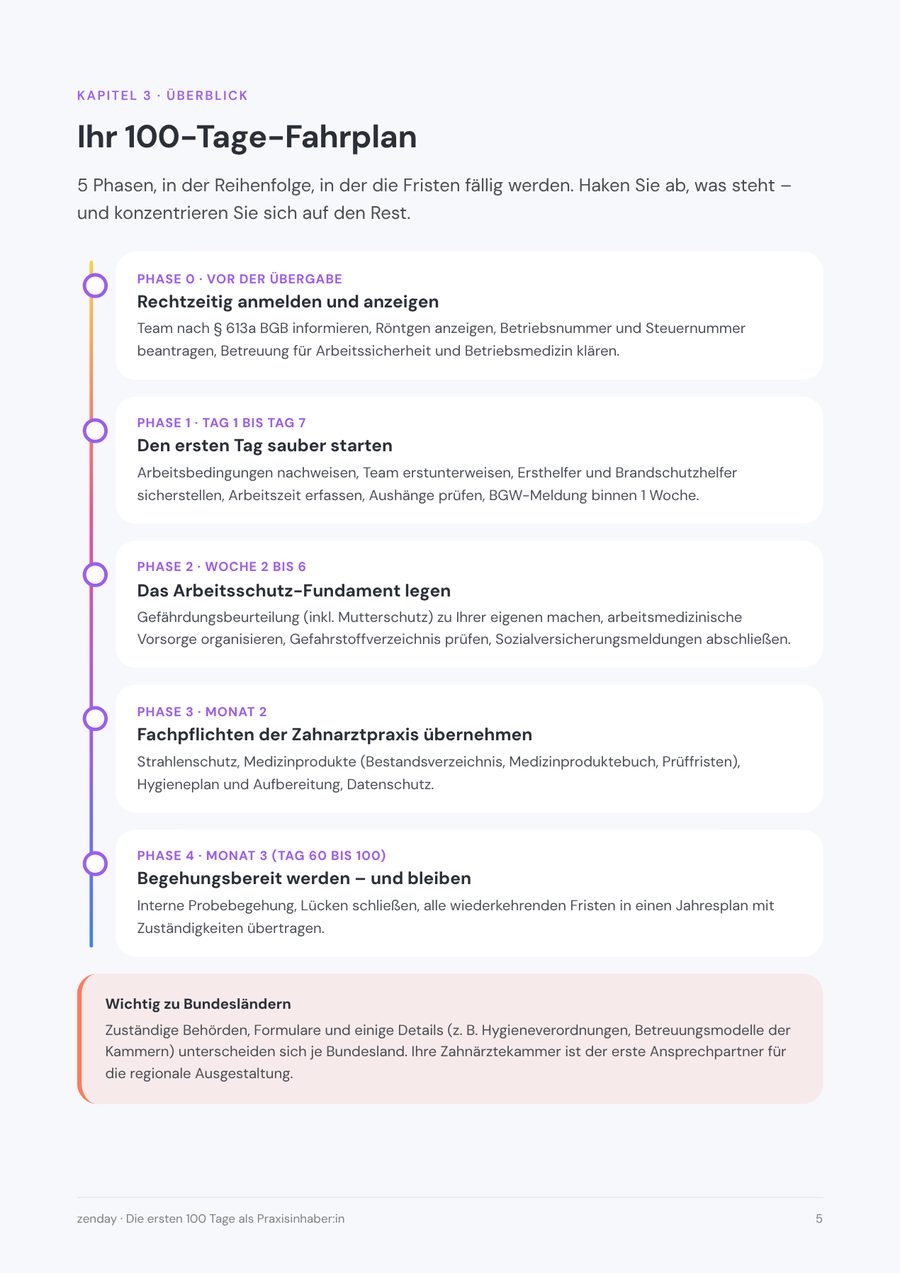 KAPITEL 3 · ÜBERBLICK
Ihr 100-Tage-Fahrplan
5 Phasen, in der Reihenfolge, in der die Fristen fällig werden. Haken Sie ab, was steht –
und konzentrieren Sie sich auf den Rest.
PHASE 0 · VOR DER ÜBERGABE
Rechtzeitig anmelden und anzeigen
Team nach § 613a BGB informieren, Röntgen anzeigen, Betriebsnummer und Steuernummer
beantragen, Betreuung für Arbeitssicherheit und Betriebsmedizin klären.
PHASE 1 · TAG 1 BIS TAG 7
Den ersten Tag sauber starten
Arbeitsbedingungen nachweisen, Team erstunterweisen, Ersthelfer und Brandschutzhelfer
sicherstellen, Arbeitszeit erfassen, Aushänge prüfen, BGW-Meldung binnen 1 Woche.
PHASE 2 · WOCHE 2 BIS 6
Das Arbeitsschutz-Fundament legen
Gefährdungsbeurteilung (inkl. Mutterschutz) zu Ihrer eigenen machen, arbeitsmedizinische
Vorsorge organisieren, Gefahrstoffverzeichnis prüfen, Sozialversicherungsmeldungen abschließen.
PHASE 3 · MONAT 2
Fachpflichten der Zahnarztpraxis übernehmen
Strahlenschutz, Medizinprodukte (Bestandsverzeichnis, Medizinproduktebuch, Prüffristen),
Hygieneplan und Aufbereitung, Datenschutz.
PHASE 4 · MONAT 3 (TAG 60 BIS 100)
Begehungsbereit werden – und bleiben
Interne Probebegehung, Lücken schließen, alle wiederkehrenden Fristen in einen Jahresplan mit
Zuständigkeiten übertragen.
Wichtig zu Bundesländern
Zuständige Behörden, Formulare und einige Details (z. B. Hygieneverordnungen, Betreuungsmodelle der
Kammern) unterscheiden sich je Bundesland. Ihre Zahnärztekammer ist der erste Ansprechpartner für
die regionale Ausgestaltung.
zenday · Die ersten 100 Tage als Praxisinhaber:in
5